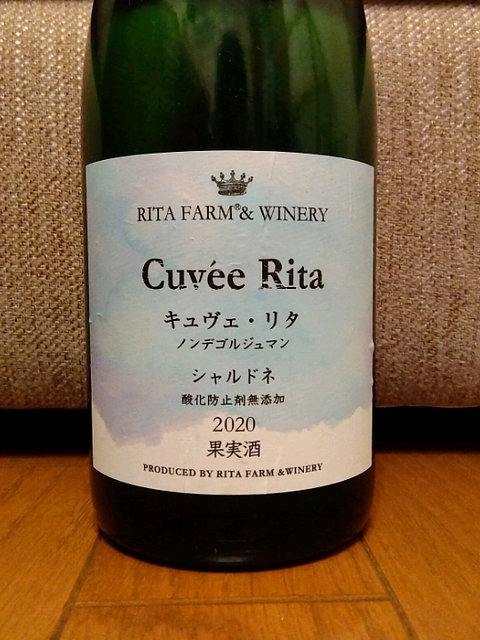 RITA FARM®& WINERY
Cuvée Rita
キュヴェ・リタ
ノンデゴルジュマン
シャルドネ
酸化防止剤無添加
2020
果実酒
PRODUCED BY RITA FARM &WINERY